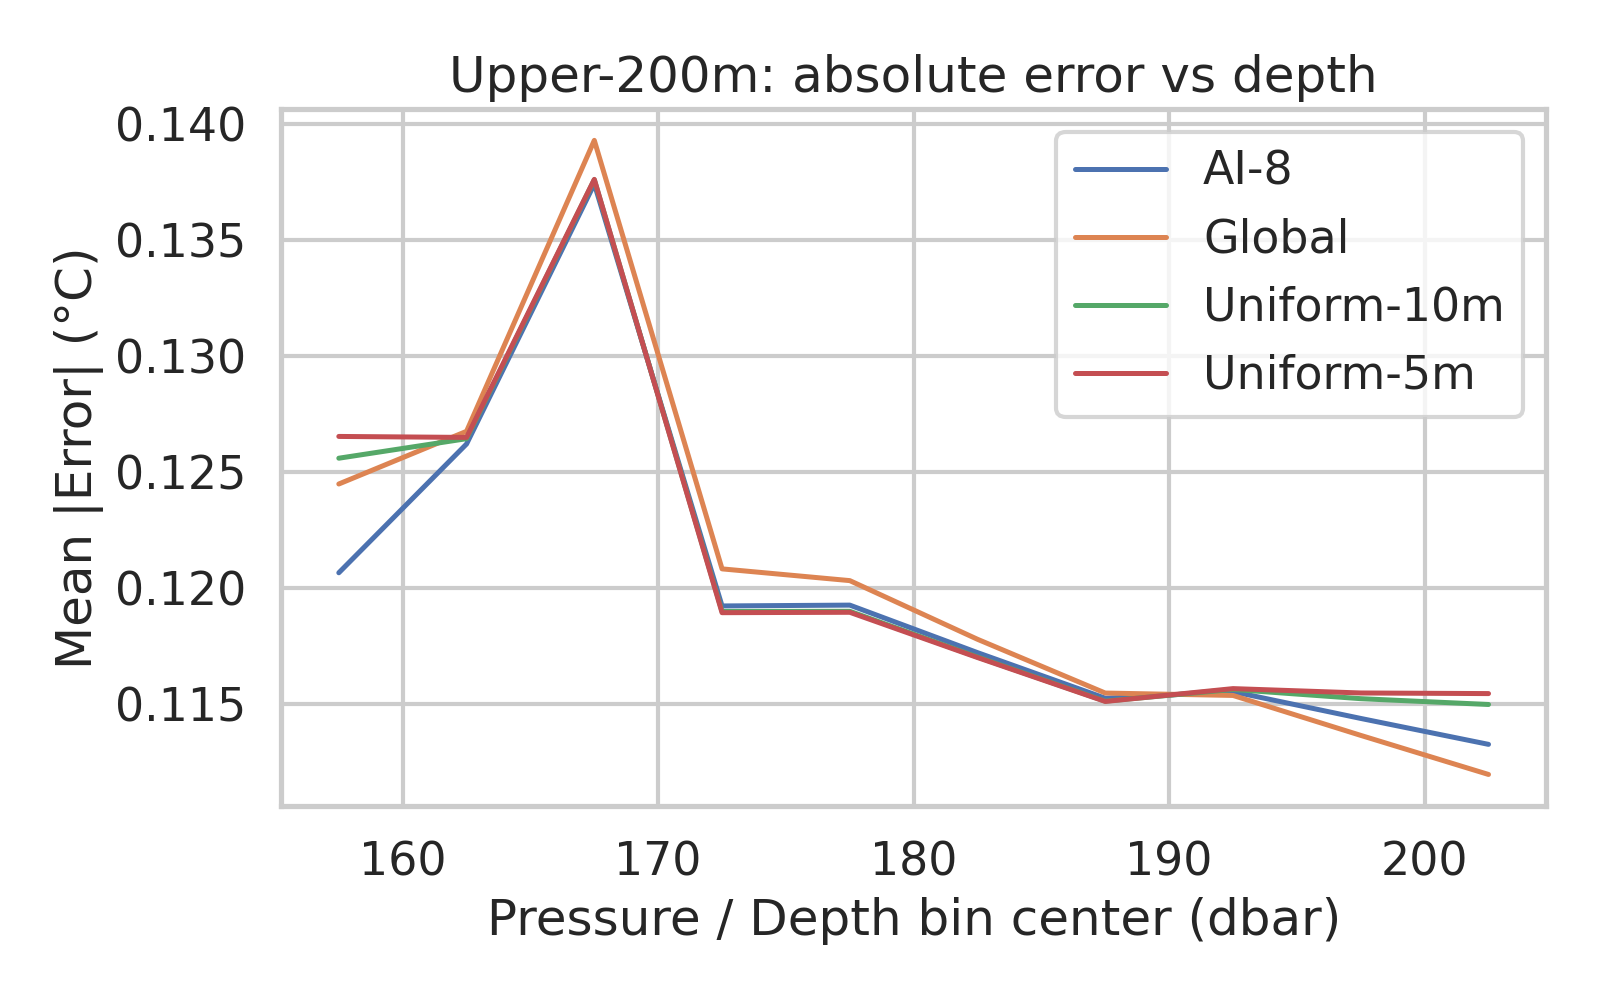 Upper-200m: absolute error vs depth
Mean |Error| (°C)
0.140
0.135
0.130
0.125
0.120
0.115
AI-8
Global
Uniform-10m
Uniform-5m
160 170 180 190 200
Pressure / Depth bin center (dbar)